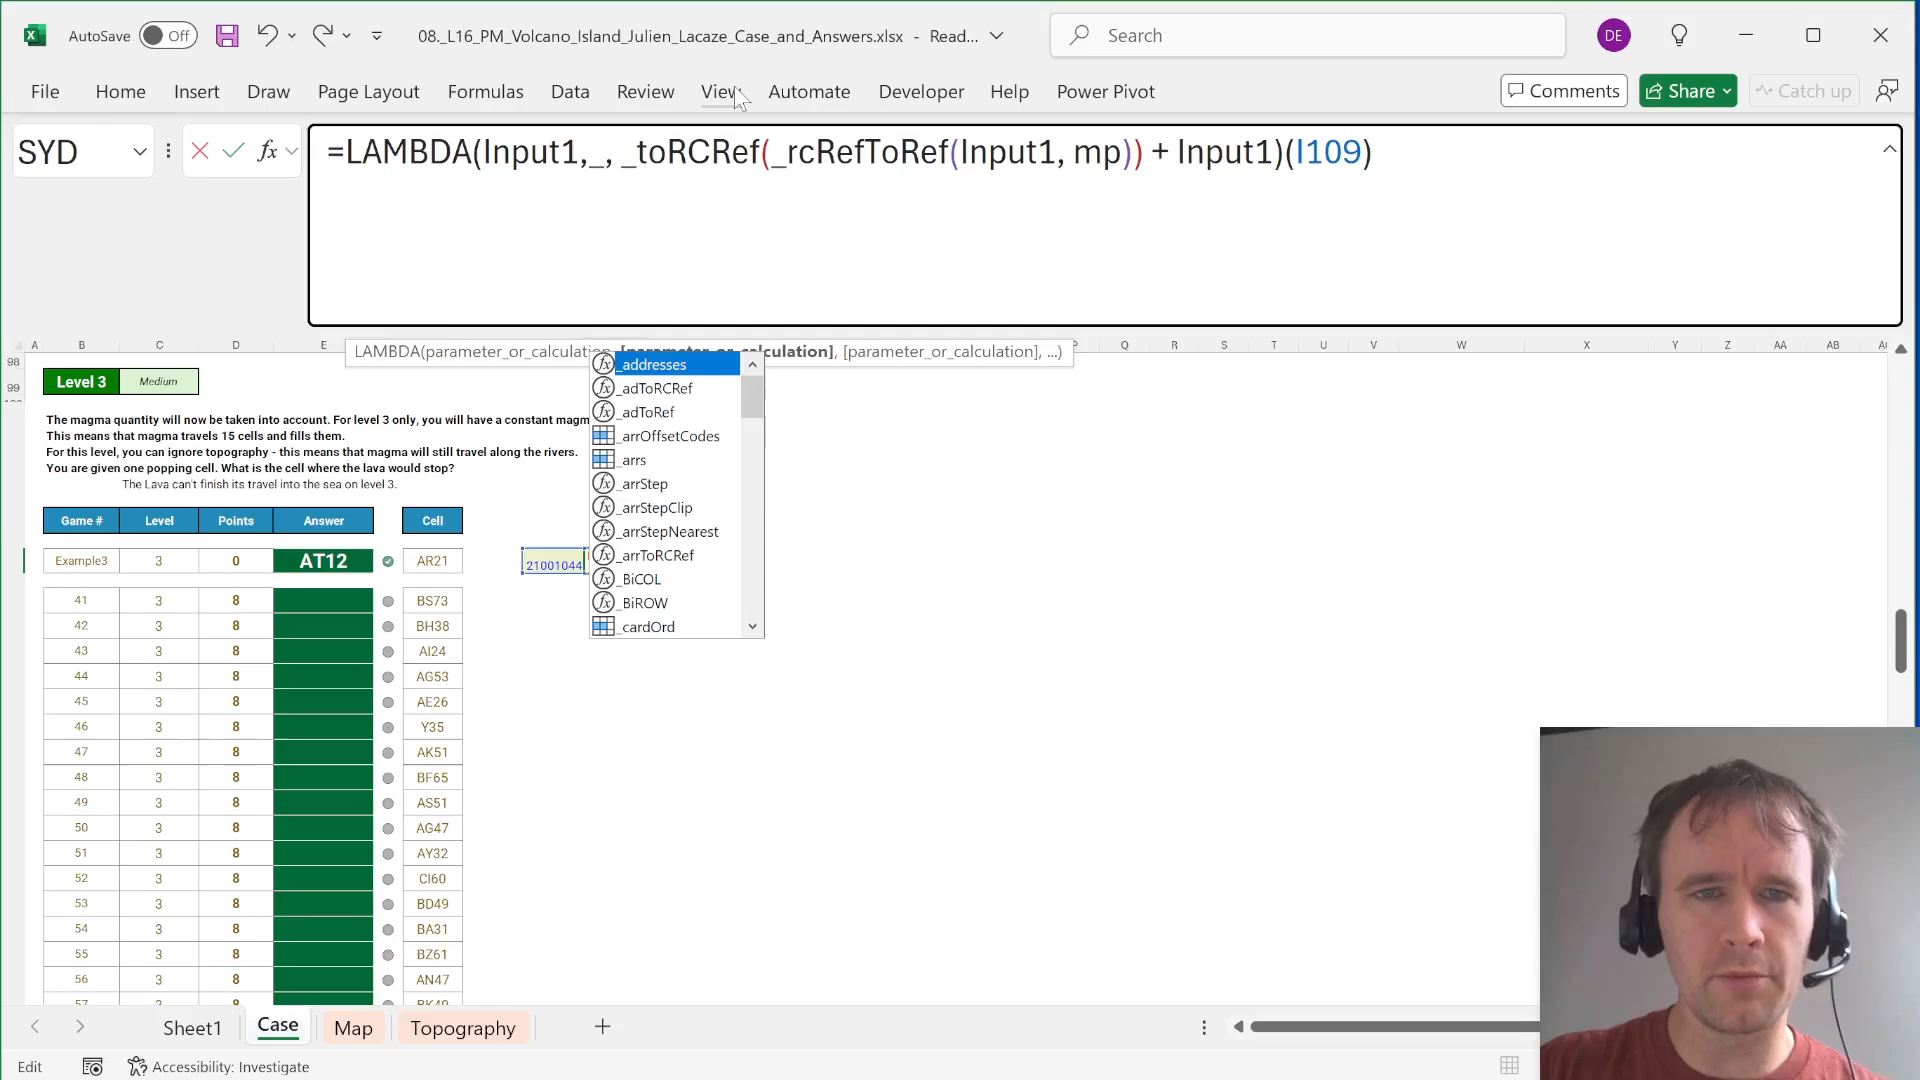 AutoSave Off 08._L16_PM_Volcano_Island_Julien_Lacaze_Case_and_Answers.xlsx - Read... Search DE
File Home Insert Draw Page Layout Formulas Data Review View Automate Developer Help Power Pivot Comments Share Catch up
SYD fx =LAMBDA(Input1,_, _toRCRef(_rcRefToRef(Input1, mp)) + Input1)(I109)
A B C D E Q R S T U V W X Y Z AA AB
LAMBDA(parameter_or_calculation, [parameter_or_calculation], [parameter_or_calculation], ...)
98
99
Level 3 Medium
The magma quantity will now be taken into account. For level 3 only, you will have a constant magm
This means that magma travels 15 cells and fills them.
For this level, you can ignore topography - this means that magma will still travel along the rivers.
You are given one popping cell. What is the cell where the lava would stop?
The Lava can't finish its travel into the sea on level 3.
_addresses
_adToRCRef
_adToRef
_arrOffsetCodes
_arrs
_arrStep
_arrStepClip
_arrStepNearest
_arrToRCRef
_BiCOL
_BiROW
_cardOrd
Game # Level Points Answer Cell
Example3 3 0 AT12 AR21 21001044
41 3 8 BS73
42 3 8 BH38
43 3 8 AI24
44 3 8 AG53
45 3 8 AE26
46 3 8 Y35
47 3 8 AK51
48 3 8 BF65
49 3 8 AS51
50 3 8 AG47
51 3 8 AY32
52 3 8 CI60
53 3 8 BD49
54 3 8 BA31
55 3 8 BZ61
56 3 8 AN47
57 3 8 BK49
Sheet1 Case Map Topography
Edit Accessibility: Investigate